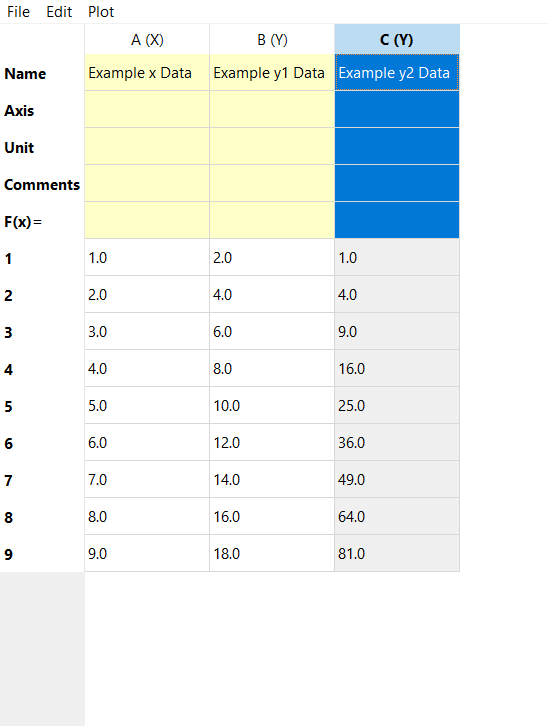 File Edit Plot
A (X) B (Y) C (Y)
Name Example x Data Example y1 Data Example y2 Data
Axis
Unit
Comments
F(x)=
1 1.0 2.0 1.0
2 2.0 4.0 4.0
3 3.0 6.0 9.0
4 4.0 8.0 16.0
5 5.0 10.0 25.0
6 6.0 12.0 36.0
7 7.0 14.0 49.0
8 8.0 16.0 64.0
9 9.0 18.0 81.0